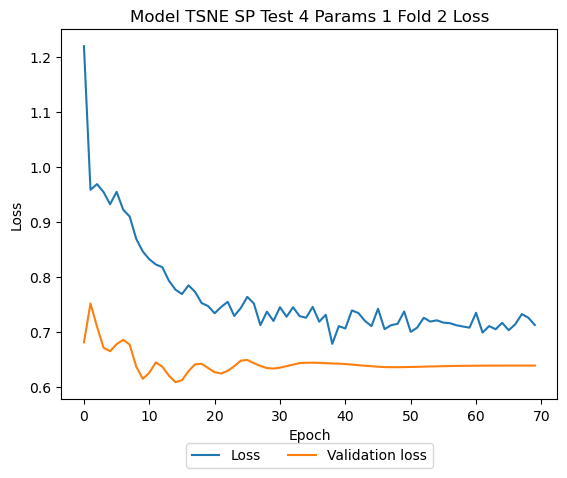 Model TSNE SP Test 4 Params 1 Fold 2 Loss
1.2
1.1
1.0
0.9
0.8
0.7
0.6
Loss
0 10 20 30 40 50 60 70
Epoch
Loss Validation loss